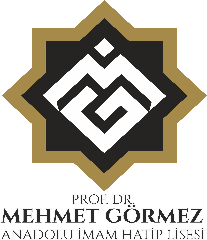 PROF. DR.
MEHMET GÖRMEZ
ANADOLU İMAM HATİP LİSESİ